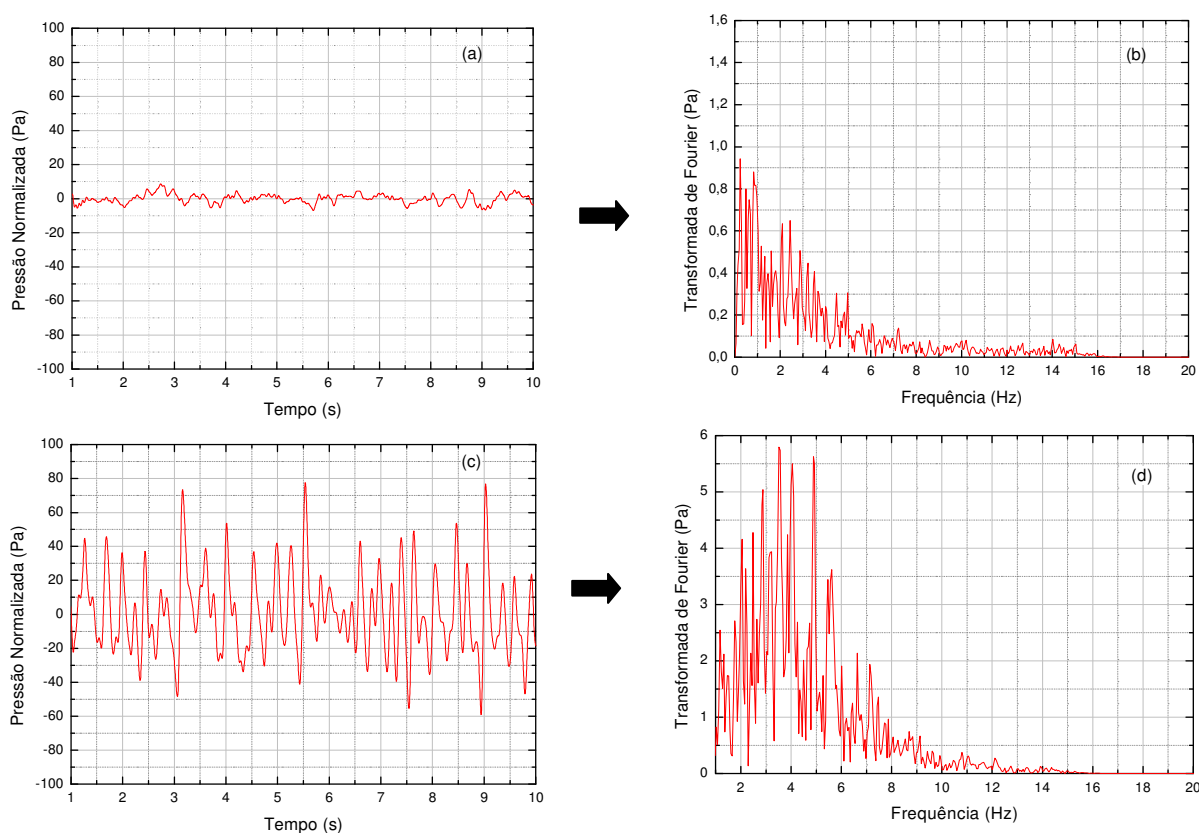 (a)
Pressão Normalizada (Pa)
100
80
60
40
20
0
-20
-40
-60
-80
-100
1 2 3 4 5 6 7 8 9 10
Tempo (s)
(b)
Transformada de Fourier (Pa)
1,6
1,4
1,2
1,0
0,8
0,6
0,4
0,2
0,0
0 2 4 6 8 10 12 14 16 18 20
Frequência (Hz)
(c)
Pressão Normalizada (Pa)
100
80
60
40
20
0
-20
-40
-60
-80
-100
1 2 3 4 5 6 7 8 9 10
Tempo (s)
(d)
Transformada de Fourier (Pa)
6
5
4
3
2
1
0
2 4 6 8 10 12 14 16 18 20
Frequência (Hz)